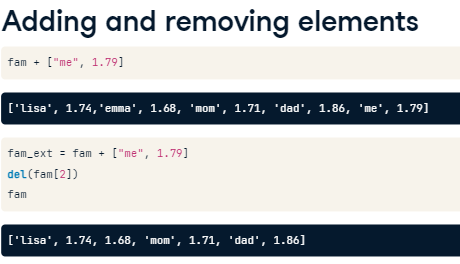 Adding and removing elements
fam + ["me", 1.79]
['lisa', 1.74,'emma', 1.68, 'mom', 1.71, 'dad', 1.86, 'me', 1.79]
fam_ext = fam + ["me", 1.79]
del(fam[2])
fam
['lisa', 1.74, 1.68, 'mom', 1.71, 'dad', 1.86]